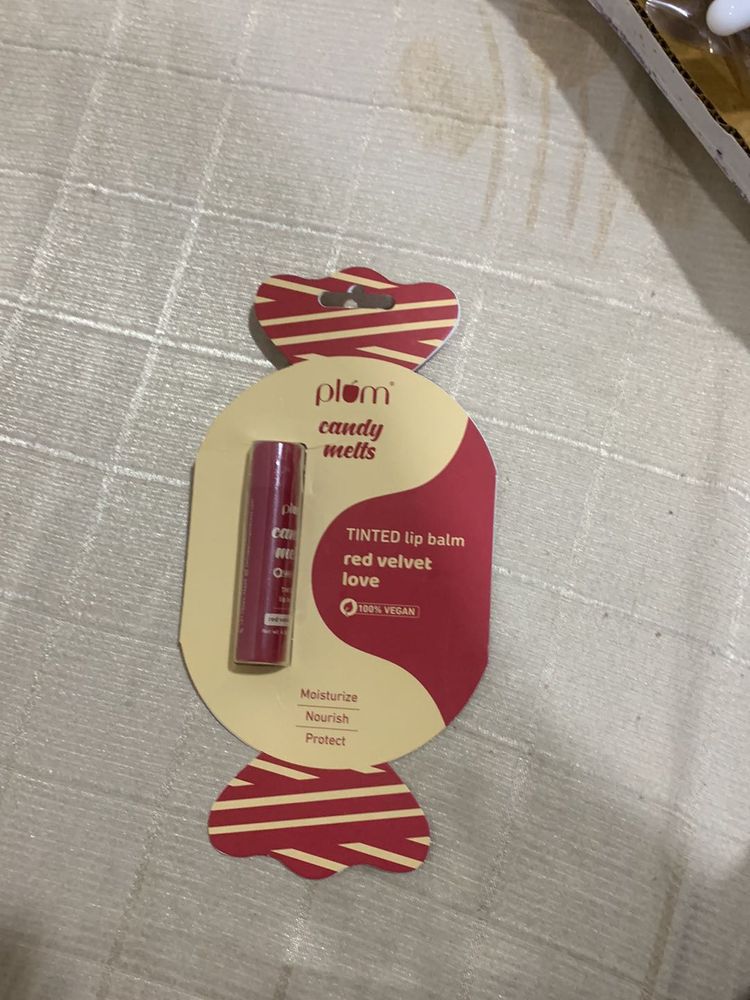 plum
candy
melts
TINTED lip balm
red velvet
love
100% VEGAN
Moisturize
Nourish
Protect